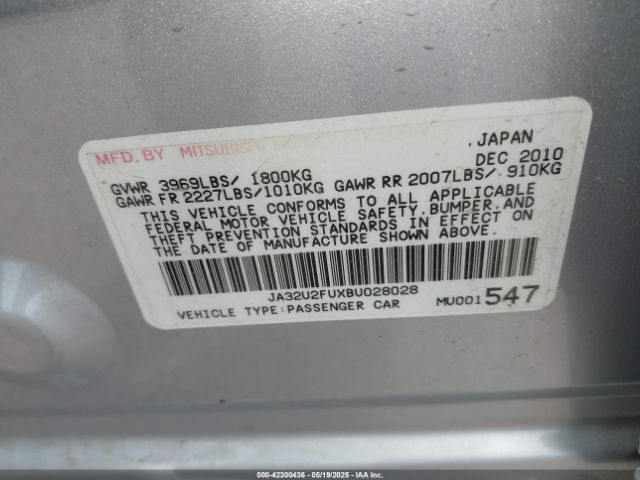 MFD. BY MITSUBISHI JAPAN
DEC 2010
GVWR 3969LBS/ 1800KG
GAWR FR 2227LBS/1010KG GAWR RR 2007LBS/ 910KG
THIS VEHICLE CONFORMS TO ALL APPLICABLE
FEDERAL MOTOR VEHICLE SAFETY, BUMPER, AND
THEFT PREVENTION STANDARDS IN EFFECT ON
THE DATE OF MANUFACTURE SHOWN ABOVE.
JA32U2FUXBU028028
VEHICLE TYPE:PASSENGER CAR MU001547
000-42300436 - 05/19/2025 - IAA Inc.